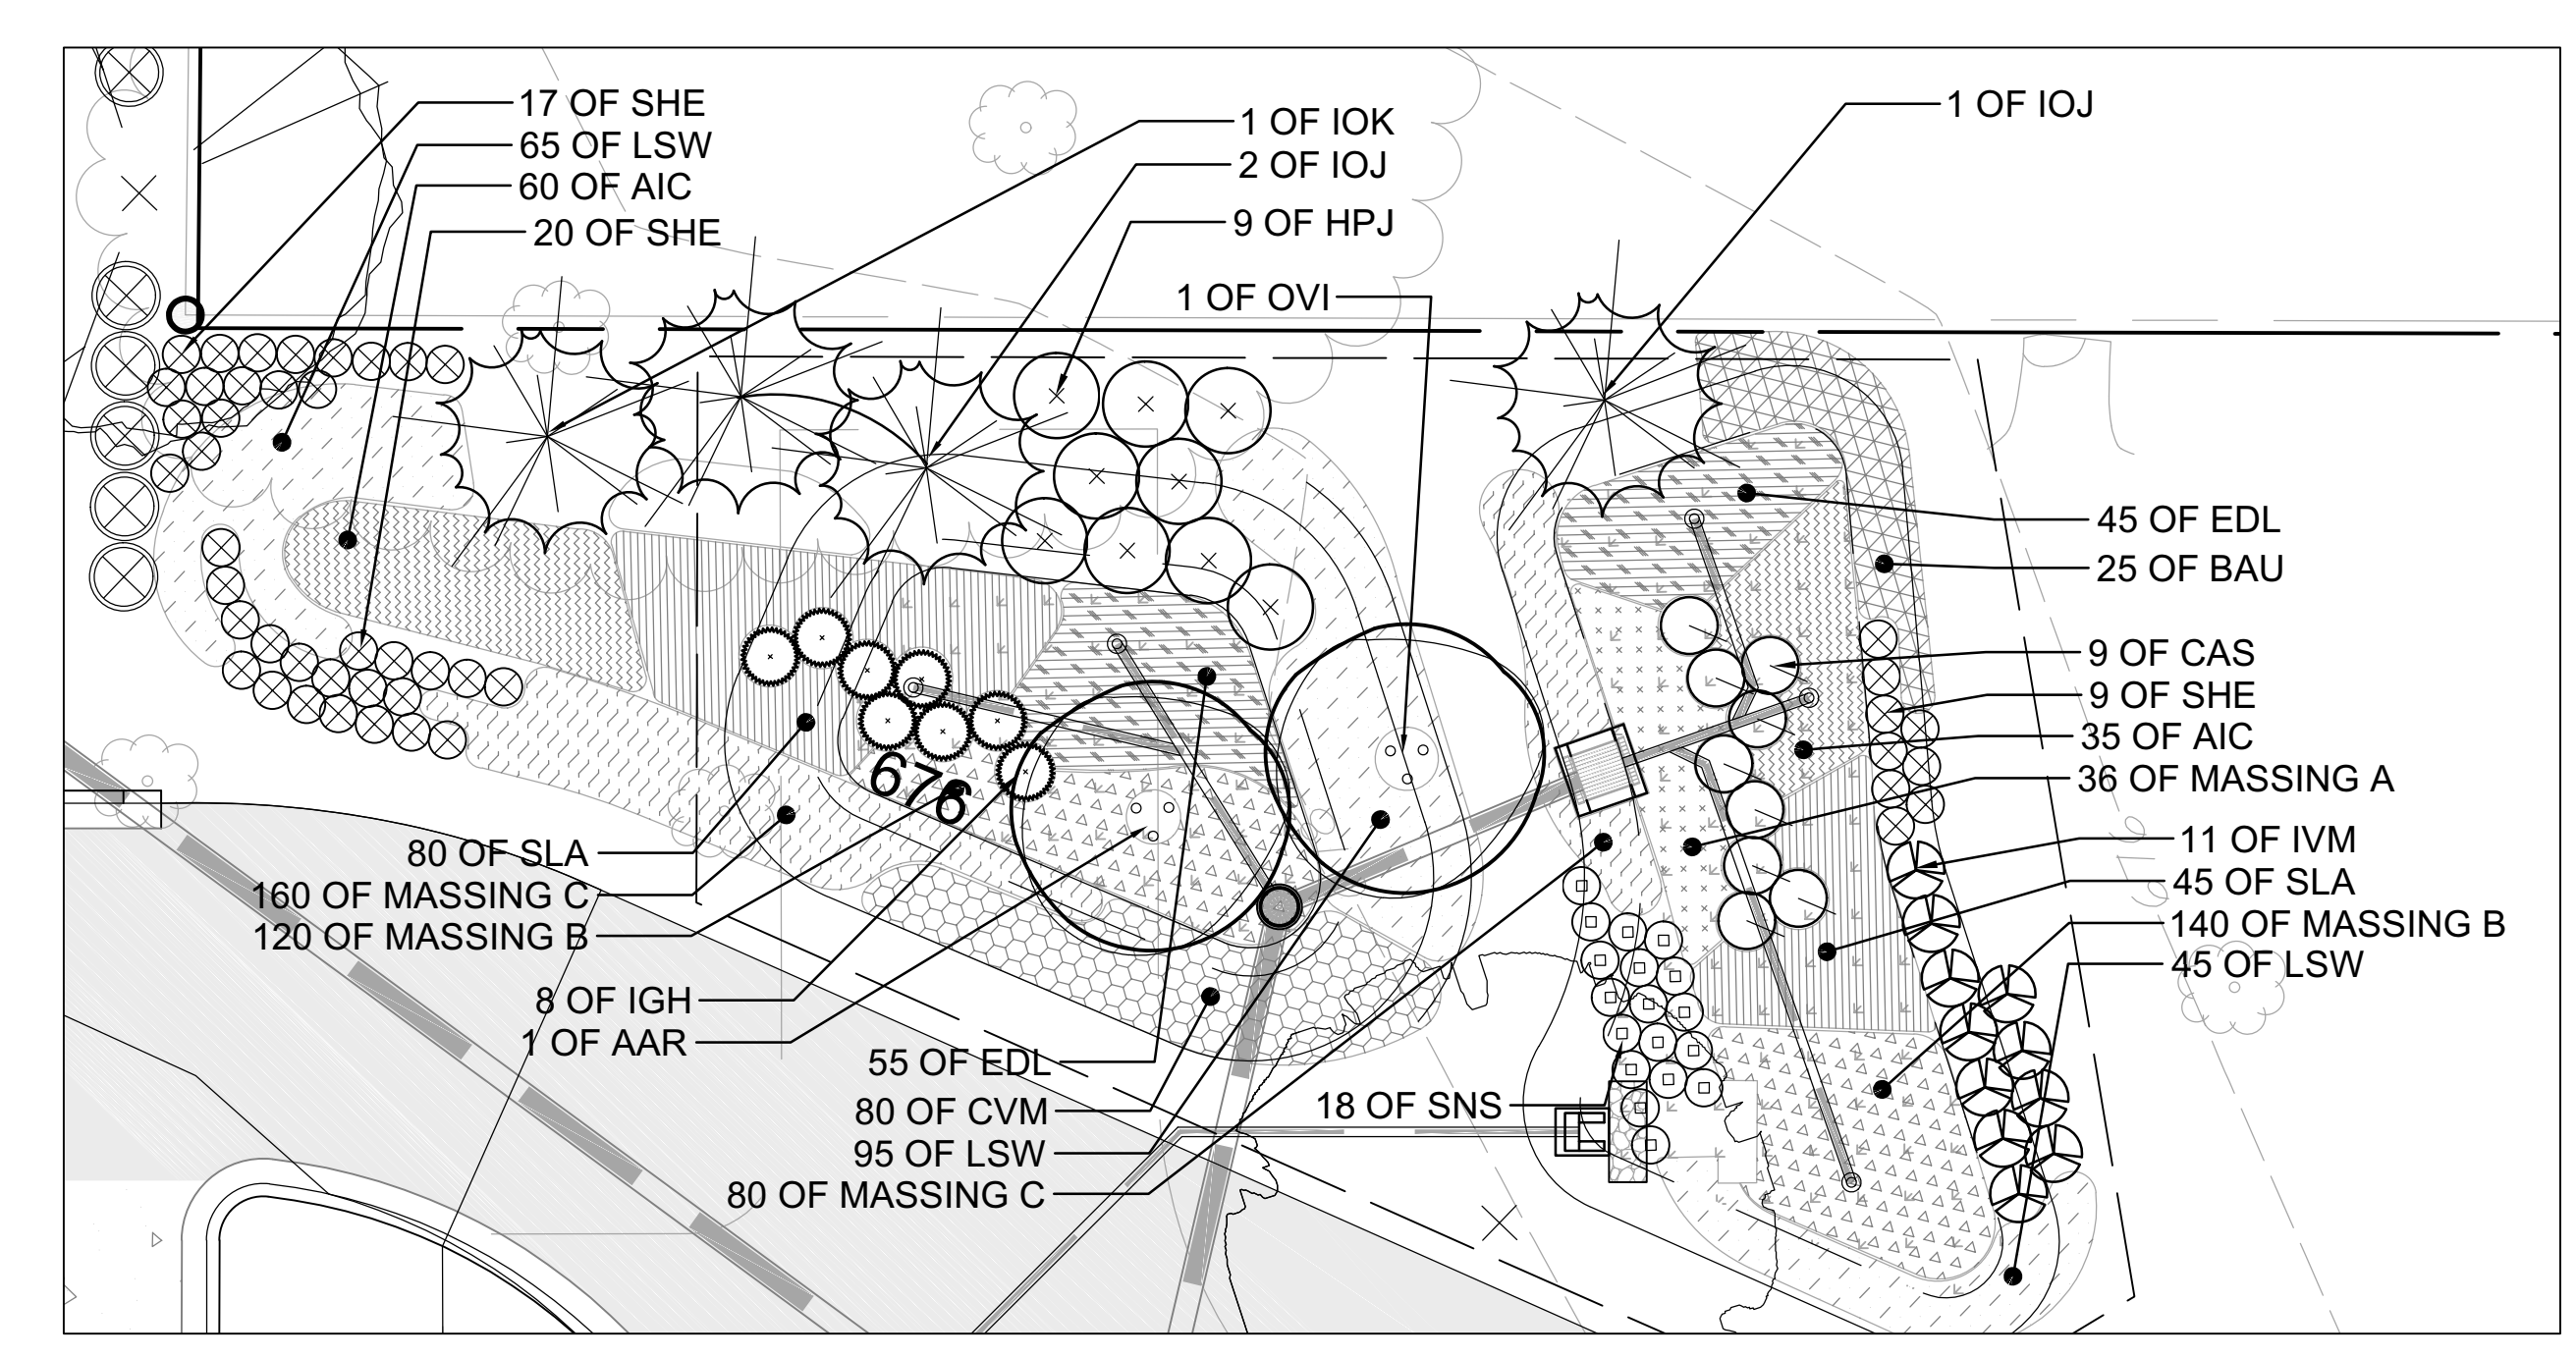 17 OF SHE
65 OF LSW
60 OF AIC
20 OF SHE
1 OF IOK
2 OF IOJ
9 OF HPJ
1 OF OVI
1 OF IOJ
45 OF EDL
25 OF BAU
9 OF CAS
9 OF SHE
35 OF AIC
36 OF MASSING A
11 OF IVM
45 OF SLA
140 OF MASSING B
45 OF LSW
676
80 OF SLA
160 OF MASSING C
120 OF MASSING B
8 OF IGH
1 OF AAR
55 OF EDL
80 OF CVM
95 OF LSW
80 OF MASSING C
18 OF SNS